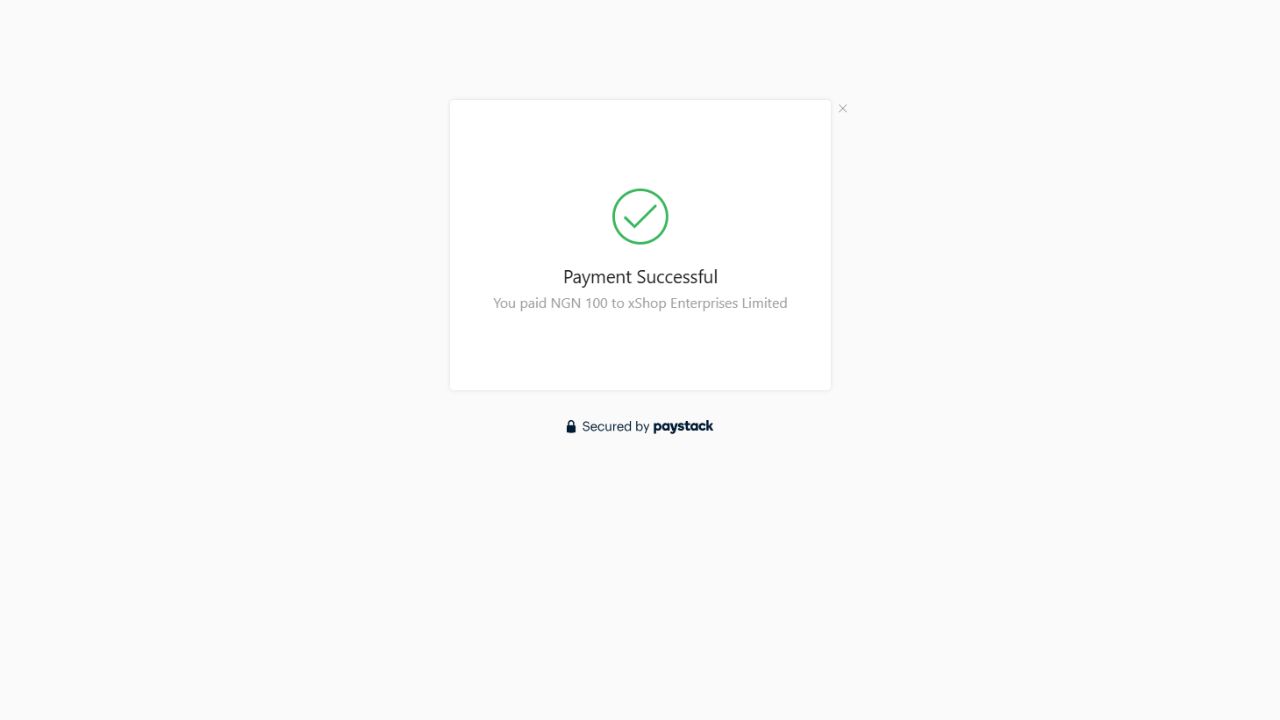 Payment Successful
You paid NGN 100 to xShop Enterprises Limited
Secured by paystack